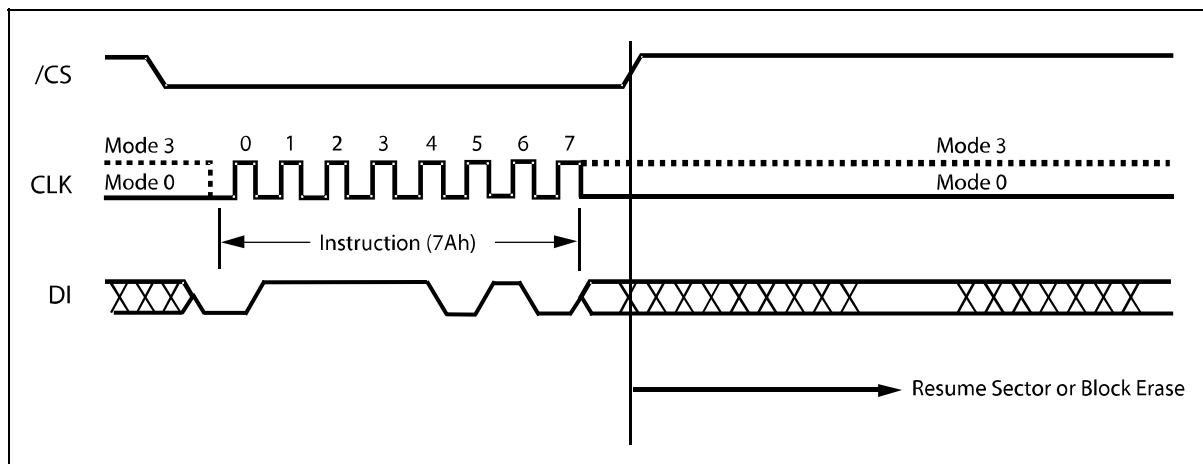 /CS
Mode 3
0 1 2 3 4 5 6 7
Mode 3
CLK
Mode 0
Mode 0
Instruction (7Ah)
DI
Resume Sector or Block Erase